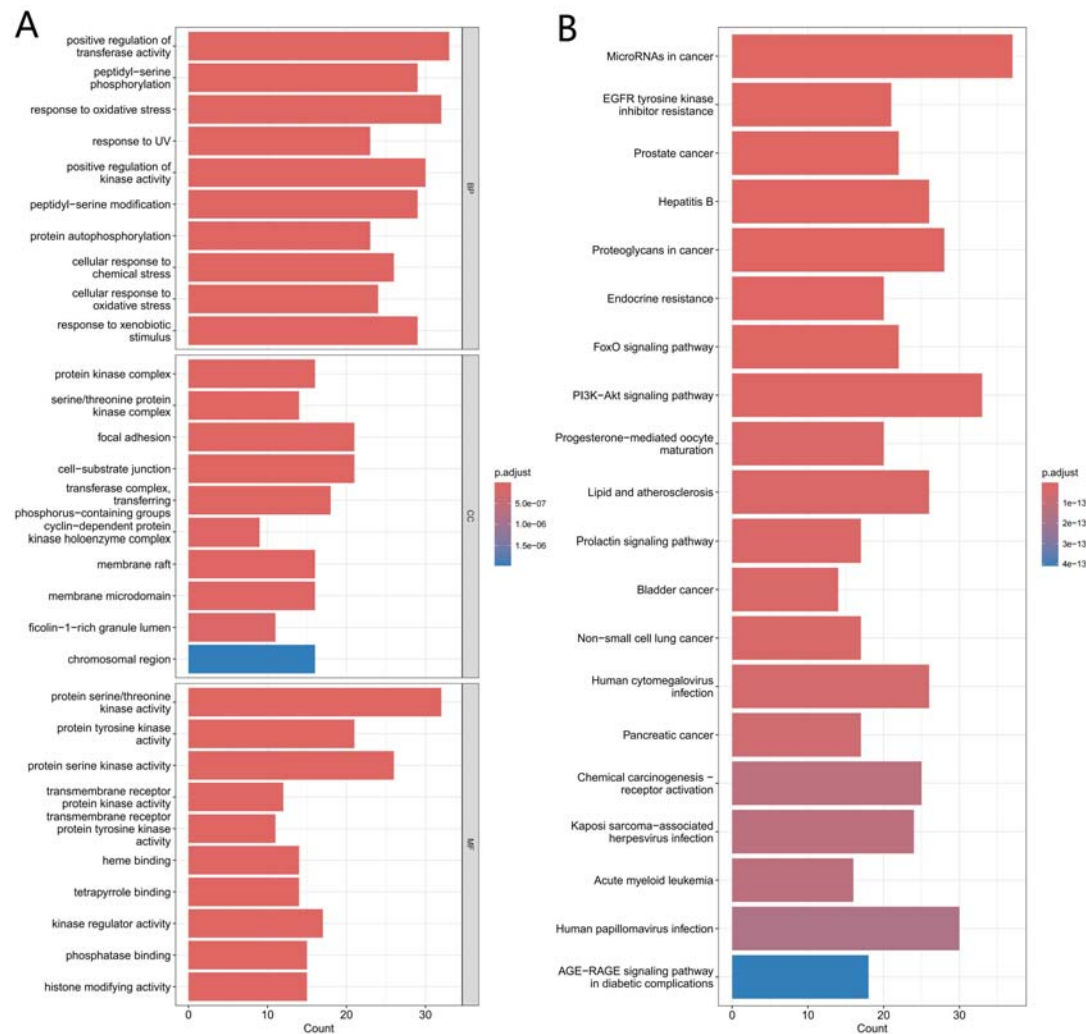 A
positive regulation of
transferase activity
peptidyl−serine
phosphorylation
response to oxidative stress
response to UV
positive regulation of
kinase activity
peptidyl−serine modification
protein autophosphorylation
cellular response to
chemical stress
cellular response to
oxidative stress
response to xenobiotic
stimulus
BP
protein kinase complex
serine/threonine protein
kinase complex
focal adhesion
cell−substrate junction
transferase complex,
transferring
phosphorus−containing groups
cyclin−dependent protein
kinase holoenzyme complex
membrane raft
membrane microdomain
ficolin−1−rich granule lumen
chromosomal region
CC
protein serine/threonine
kinase activity
protein tyrosine kinase
activity
protein serine kinase activity
transmembrane receptor
protein kinase activity
transmembrane receptor
protein tyrosine kinase
activity
heme binding
tetrapyrrole binding
kinase regulator activity
phosphatase binding
histone modifying activity
MF
0 10 20 30
Count
p.adjust
5.0e−07
1.0e−06
1.5e−06
B
MicroRNAs in cancer
EGFR tyrosine kinase
inhibitor resistance
Prostate cancer
Hepatitis B
Proteoglycans in cancer
Endocrine resistance
FoxO signaling pathway
PI3K−Akt signaling pathway
Progesterone−mediated oocyte
maturation
Lipid and atherosclerosis
Prolactin signaling pathway
Bladder cancer
Non−small cell lung cancer
Human cytomegalovirus
infection
Pancreatic cancer
Chemical carcinogenesis −
receptor activation
Kaposi sarcoma−associated
herpesvirus infection
Acute myeloid leukemia
Human papillomavirus infection
AGE−RAGE signaling pathway
in diabetic complications
0 10 20 30
Count
p.adjust
1e−13
2e−13
3e−13
4e−13